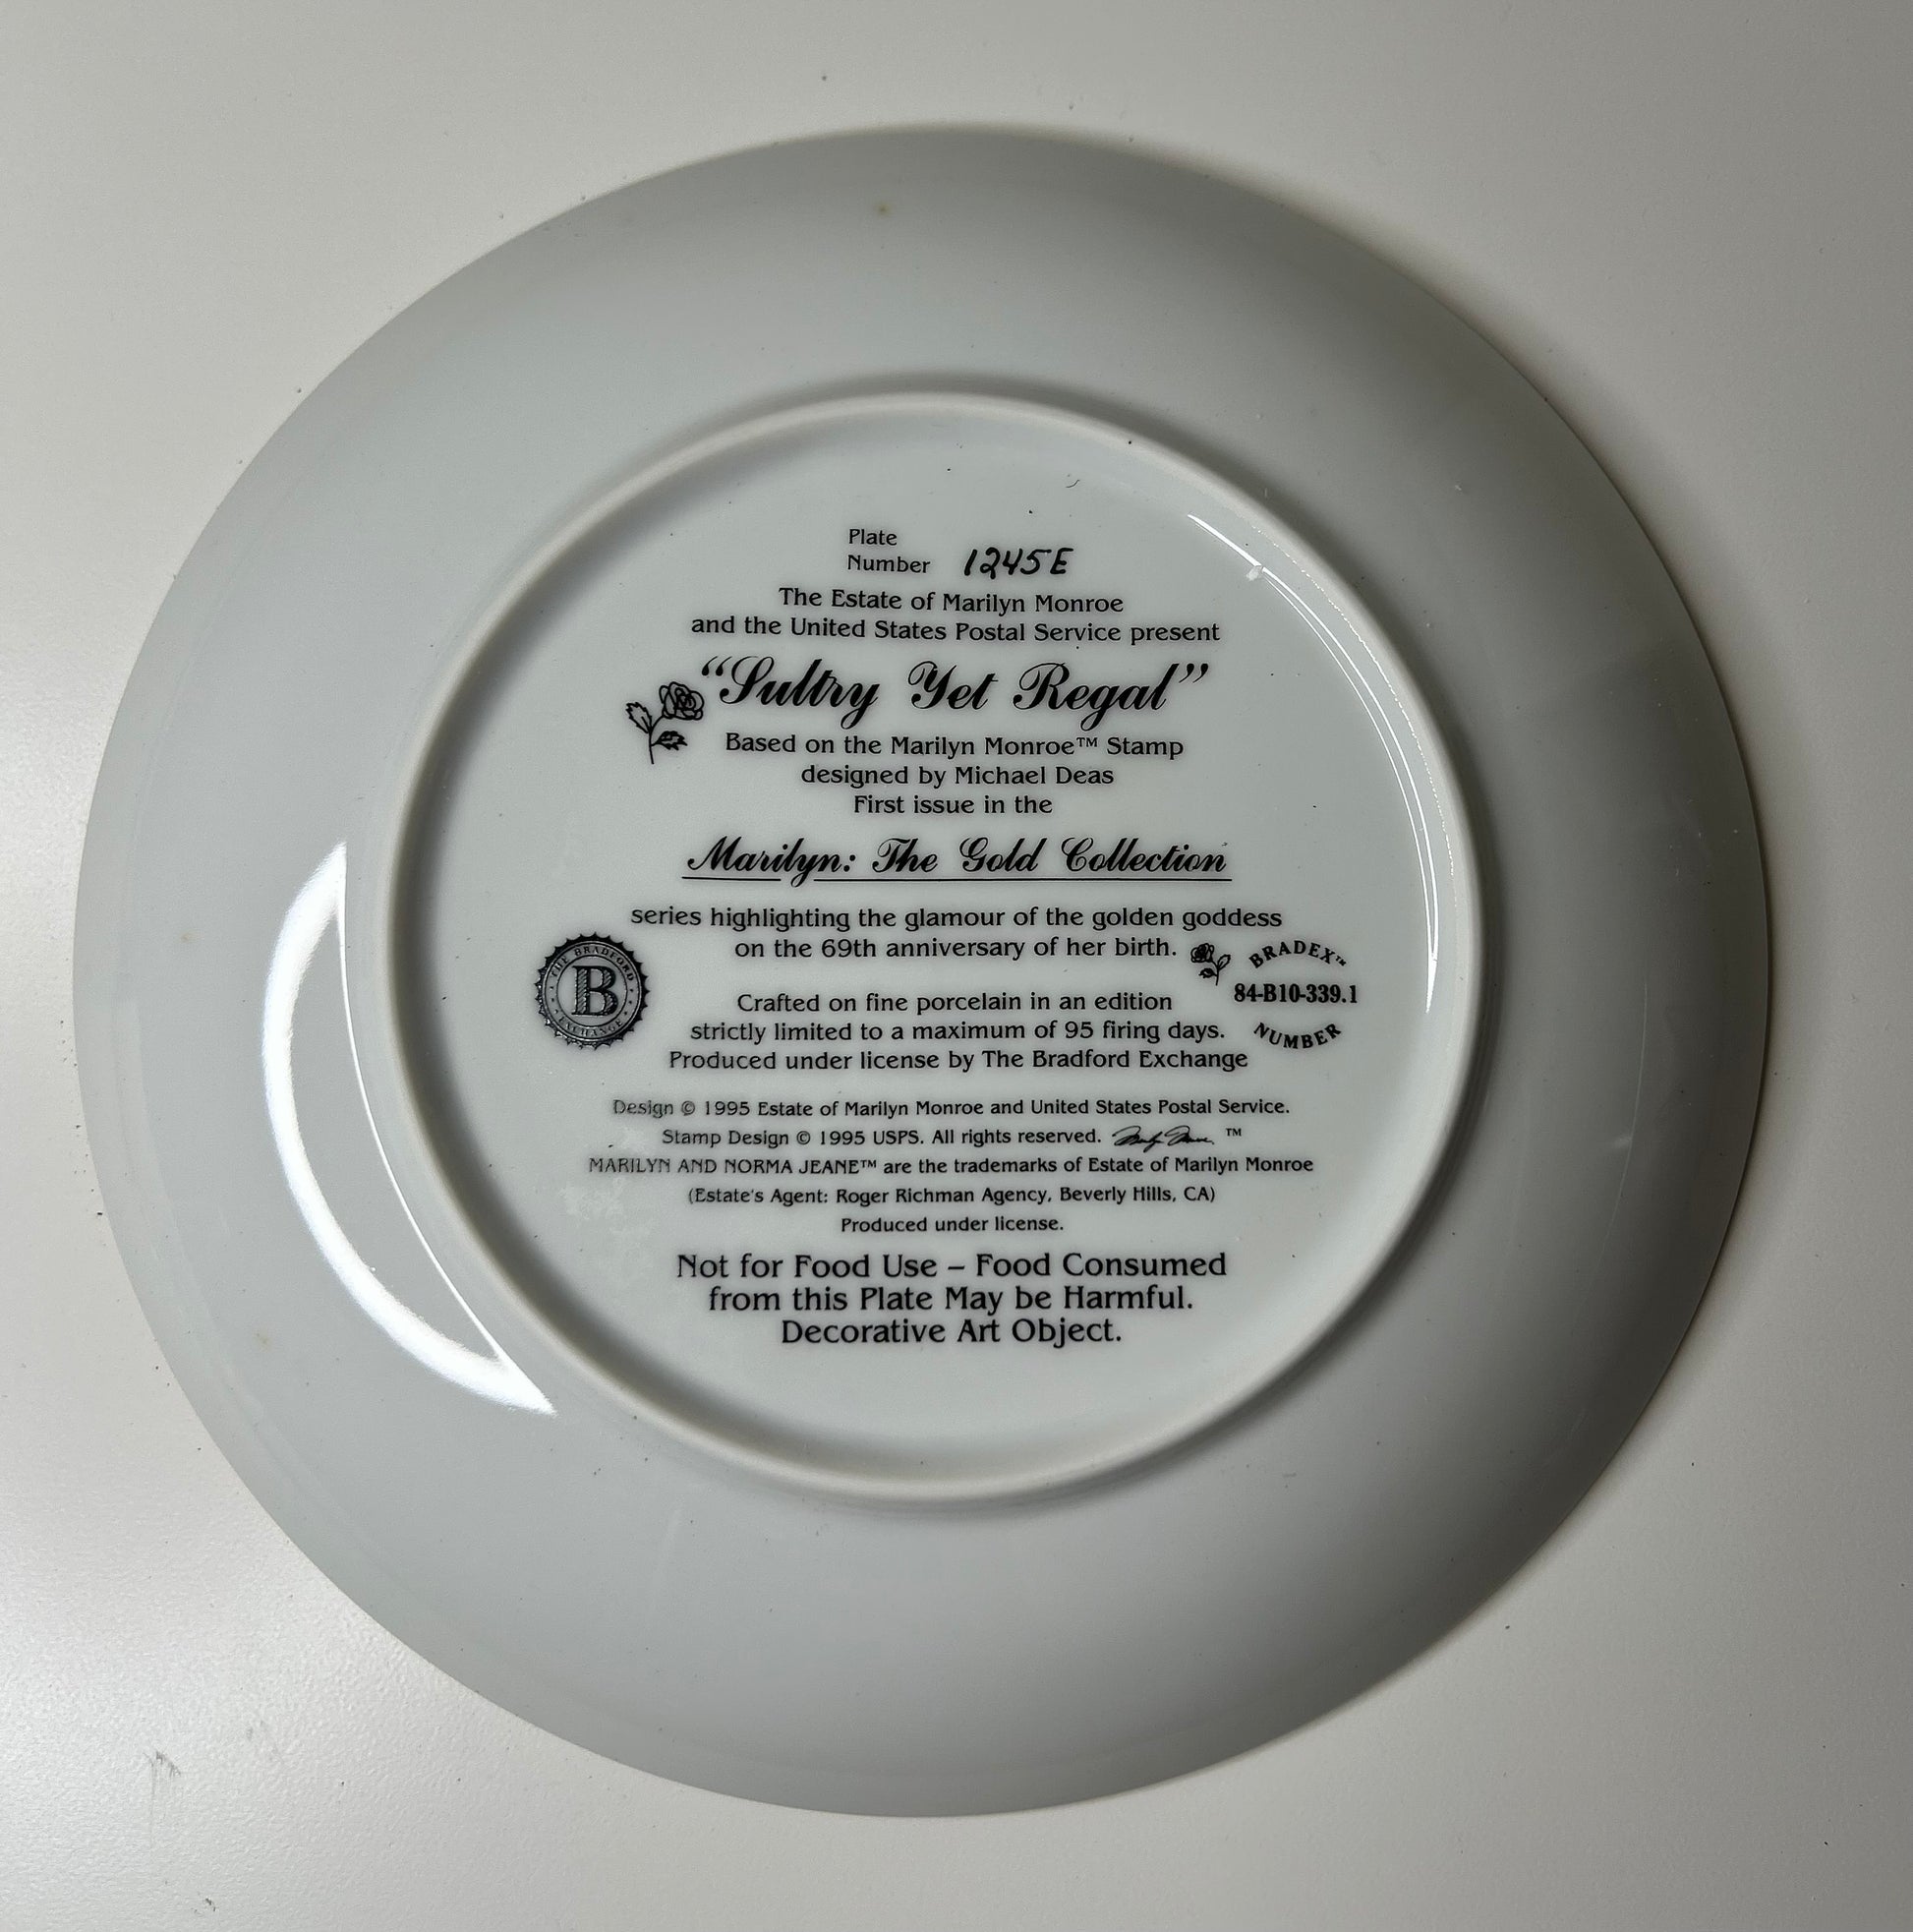 Plate
Number 1245E
The Estate of Marilyn Monroe
and the United States Postal Service present
“Sultry Yet Regal”
Based on the Marilyn Monroe™ Stamp
designed by Michael Deas
First issue in the
Marilyn: The Gold Collection
series highlighting the glamour of the golden goddess
on the 69th anniversary of her birth.
THE BRADFORD
B
EXCHANGE
BRADEX™
84-B10-339.1
NUMBER
Crafted on fine porcelain in an edition
strictly limited to a maximum of 95 firing days.
Produced under license by The Bradford Exchange
Design © 1995 Estate of Marilyn Monroe and United States Postal Service.
Stamp Design © 1995 USPS. All rights reserved. Marilyn Monroe ™
MARILYN AND NORMA JEANE™ are the trademarks of Estate of Marilyn Monroe
(Estate's Agent: Roger Richman Agency, Beverly Hills, CA)
Produced under license.
Not for Food Use – Food Consumed
from this Plate May be Harmful.
Decorative Art Object.